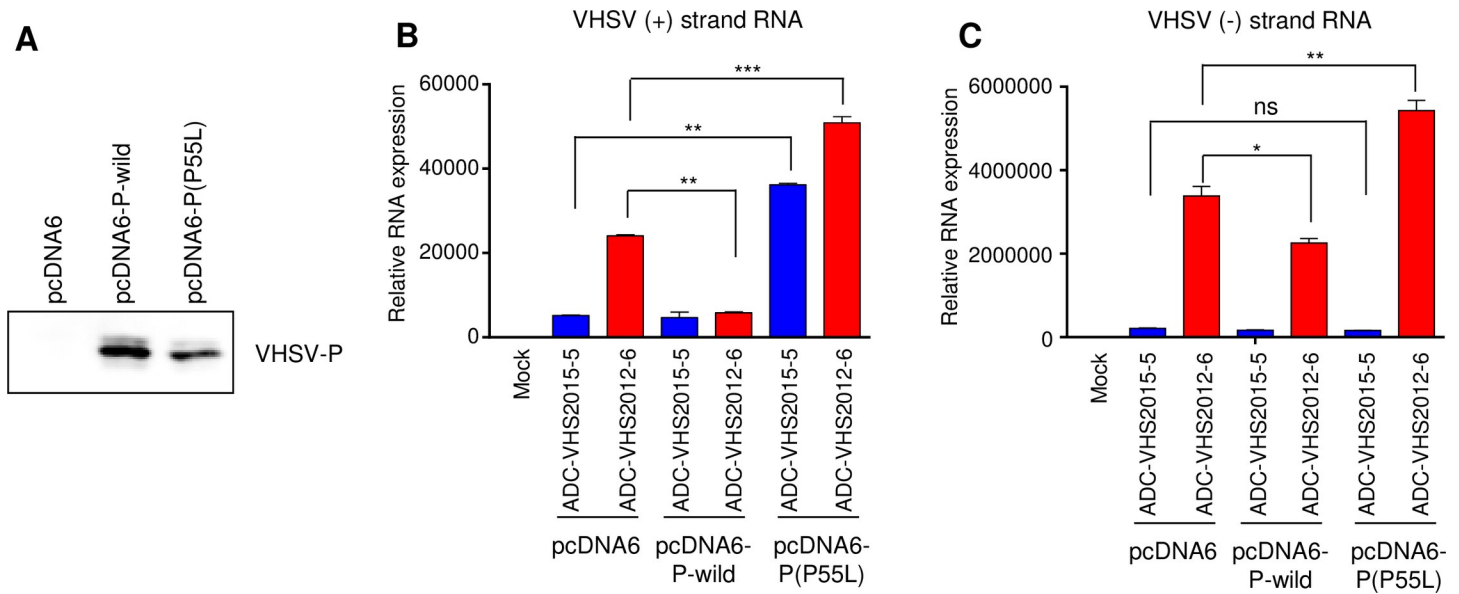 A
pcDNA6
pcDNA6-P-wild
pcDNA6-P(P55L)
VHSV-P
B
VHSV (+) strand RNA
Relative RNA expression
60000
40000
20000
0
***
**
**
Mock
ADC-VHS2015-5
ADC-VHS2012-6
ADC-VHS2015-5
ADC-VHS2012-6
ADC-VHS2015-5
ADC-VHS2012-6
pcDNA6
pcDNA6-
P-wild
pcDNA6-
P(P55L)
C
VHSV (-) strand RNA
Relative RNA expression
6000000
4000000
2000000
0
**
ns
*
Mock
ADC-VHS2015-5
ADC-VHS2012-6
ADC-VHS2015-5
ADC-VHS2012-6
ADC-VHS2015-5
ADC-VHS2012-6
pcDNA6
pcDNA6-
P-wild
pcDNA6-
P(P55L)